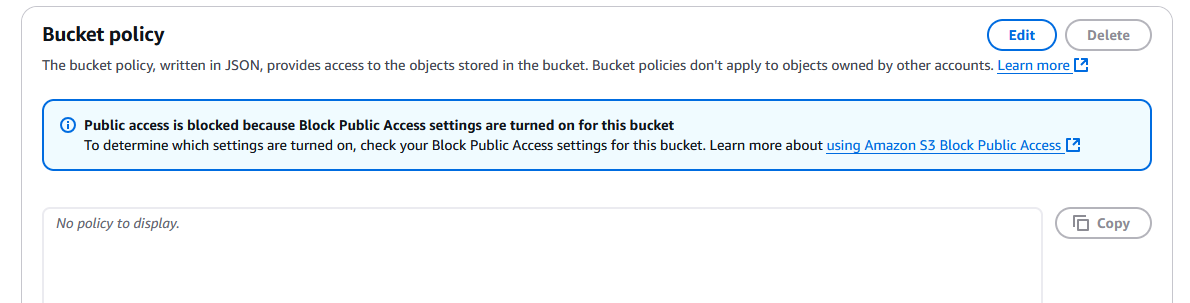 Bucket policy
Edit
Delete
The bucket policy, written in JSON, provides access to the objects stored in the bucket. Bucket policies don't apply to objects owned by other accounts. Learn more
Public access is blocked because Block Public Access settings are turned on for this bucket
To determine which settings are turned on, check your Block Public Access settings for this bucket. Learn more about using Amazon S3 Block Public Access
No policy to display.
Copy